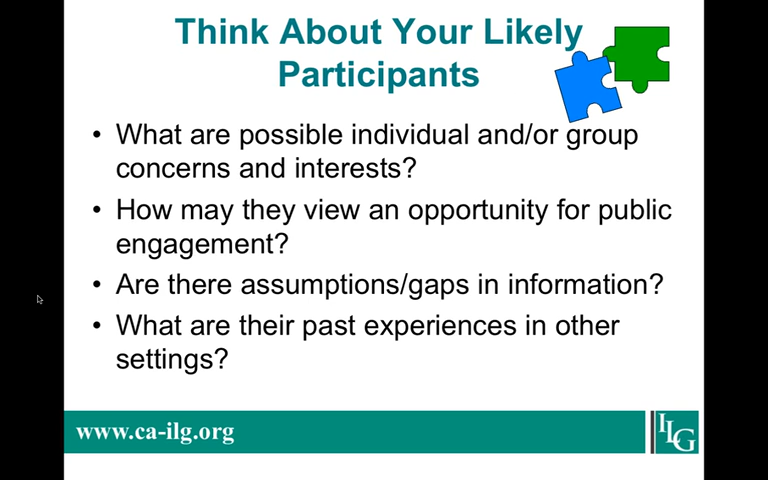 Think About Your Likely
Participants
• What are possible individual and/or group
concerns and interests?
• How may they view an opportunity for public
engagement?
• Are there assumptions/gaps in information?
• What are their past experiences in other
settings?
www.ca-ilg.org
ILG